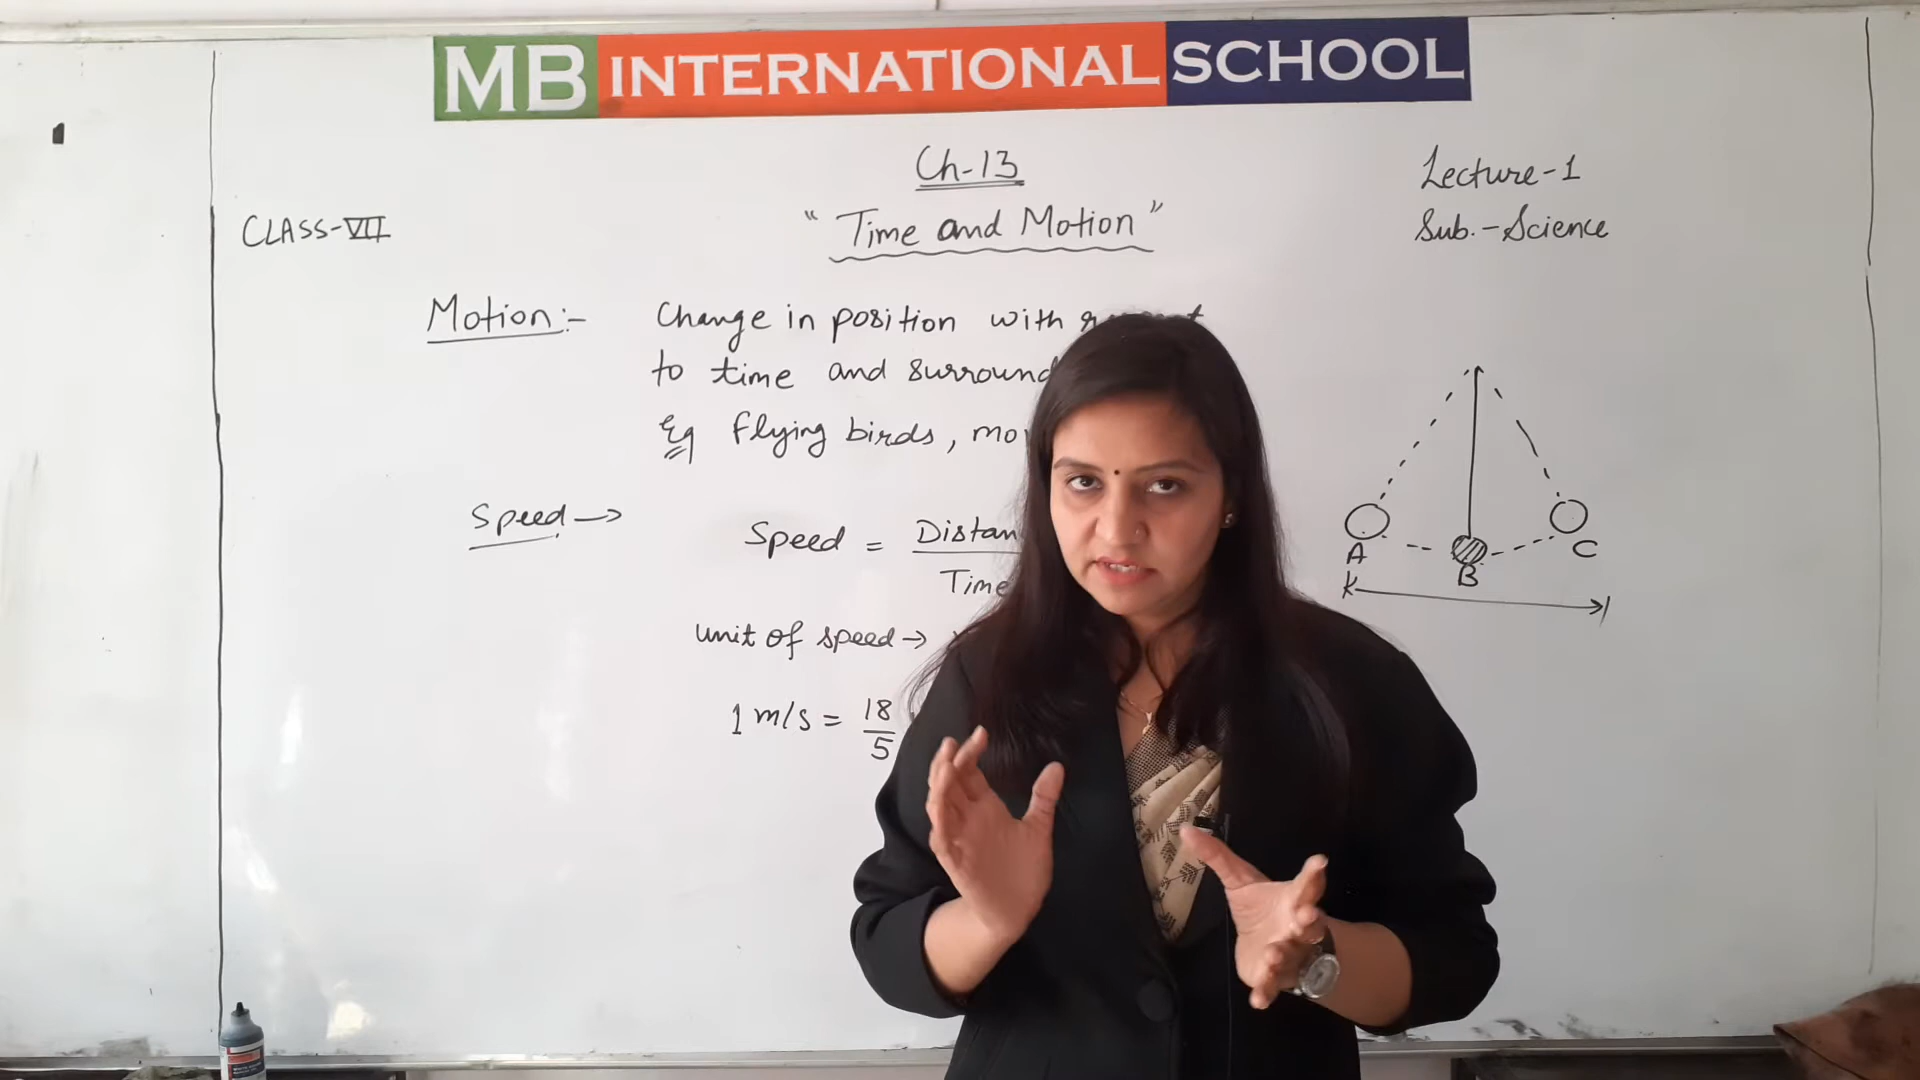 MB INTERNATIONAL SCHOOL
Ch-13
Lecture-1
CLASS-VII
"Time and Motion"
Sub.-Science
Motion:-
Change in position with
to time and surround
Eg flying birds, mo
Speed →
Speed = Distan
Time
unit of speed →
1 m/s = 18
5
A
B
C